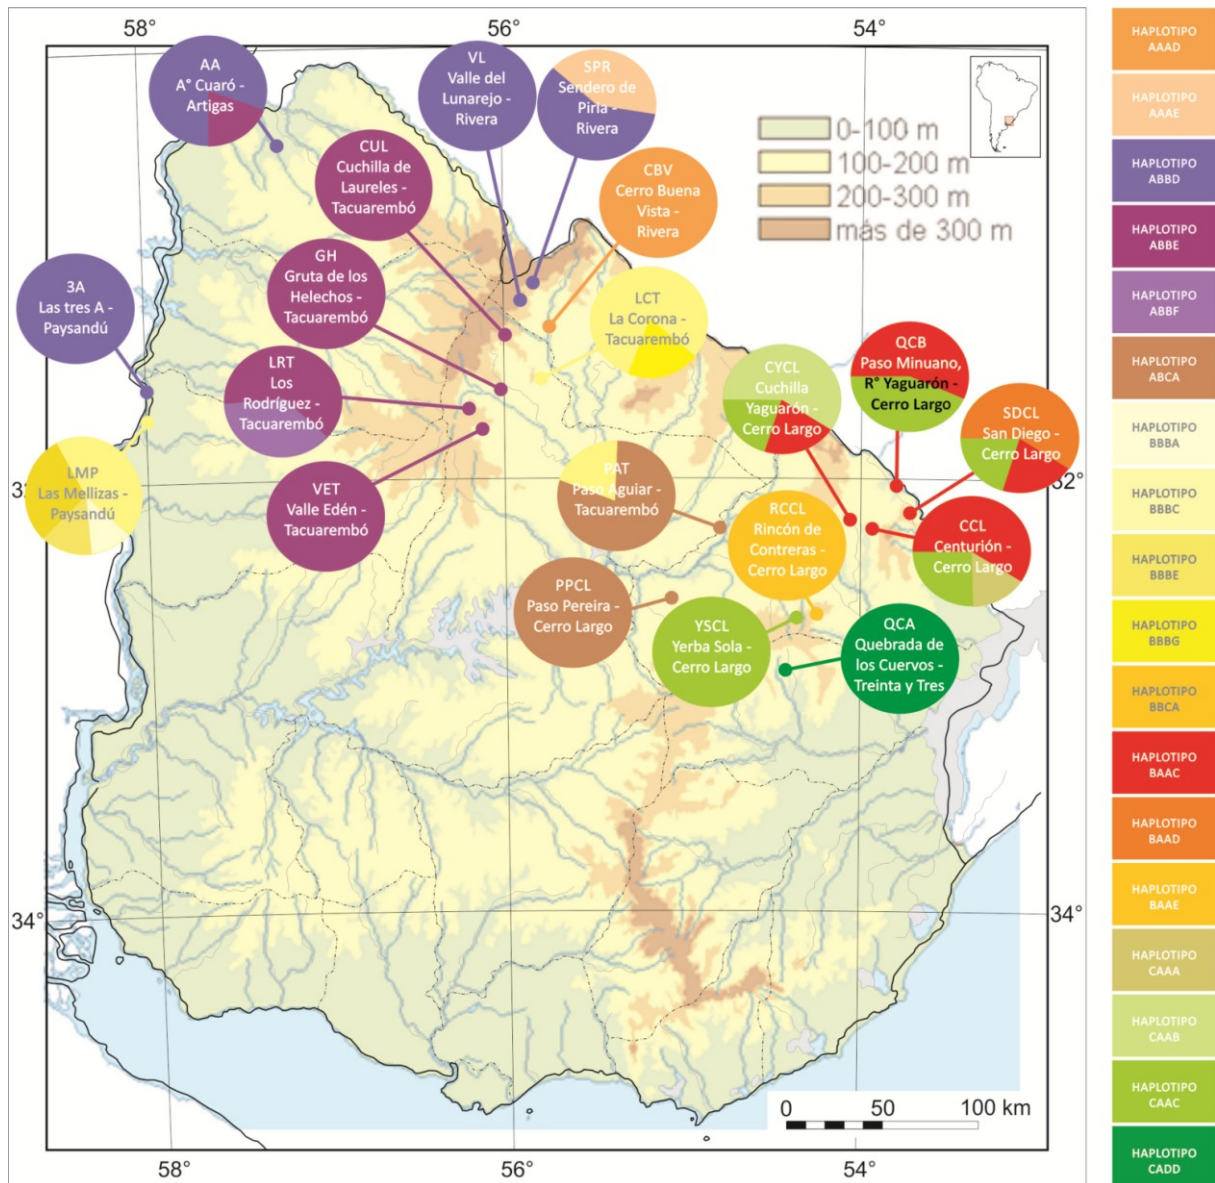 58°
56°
54°
AA
A° Cuaró -
Artigas
VL
Valle del
Lunarejo -
Rivera
SPR
Sendero de
Pirla -
Rivera
CUL
Cuchilla de
Laureles -
Tacuarembó
CBV
Cerro Buena
Vista -
Rivera
0-100 m
100-200 m
200-300 m
más de 300 m
3A
Las tres A -
Paysandú
GH
Gruta de los
Helechos -
Tacuarembó
LCT
La Corona -
Tacuarembó
LRT
Los
Rodríguez -
Tacuarembó
CYCL
Cuchilla
Yaguarón -
Cerro Largo
QCB
Paso Minuano,
R° Yaguarón -
Cerro Largo
SDCL
San Diego -
Cerro Largo
LMP
Las Mellizas -
Paysandú
VET
Valle Edén -
Tacuarembó
PAT
Paso Aguiar -
Tacuarembó
RCCL
Rincón de
Contreras -
Cerro Largo
CCL
Centurión -
Cerro Largo
PPCL
Paso Pereira -
Cerro Largo
YSCL
Yerba Sola -
Cerro Largo
QCA
Quebrada de
los Cuervos -
Treinta y Tres
34°
34°
0 50 100 km
58°
56°
54°
HAPLOTIPO
AAAD
HAPLOTIPO
AAAE
HAPLOTIPO
ABBD
HAPLOTIPO
ABBE
HAPLOTIPO
ABBF
HAPLOTIPO
ABCA
HAPLOTIPO
BBBA
HAPLOTIPO
BBBC
HAPLOTIPO
BBBE
HAPLOTIPO
BBBG
HAPLOTIPO
BBCA
HAPLOTIPO
BAAC
HAPLOTIPO
BAAD
HAPLOTIPO
BAAE
HAPLOTIPO
CAAA
HAPLOTIPO
CAAB
HAPLOTIPO
CAAC
HAPLOTIPO
CADD